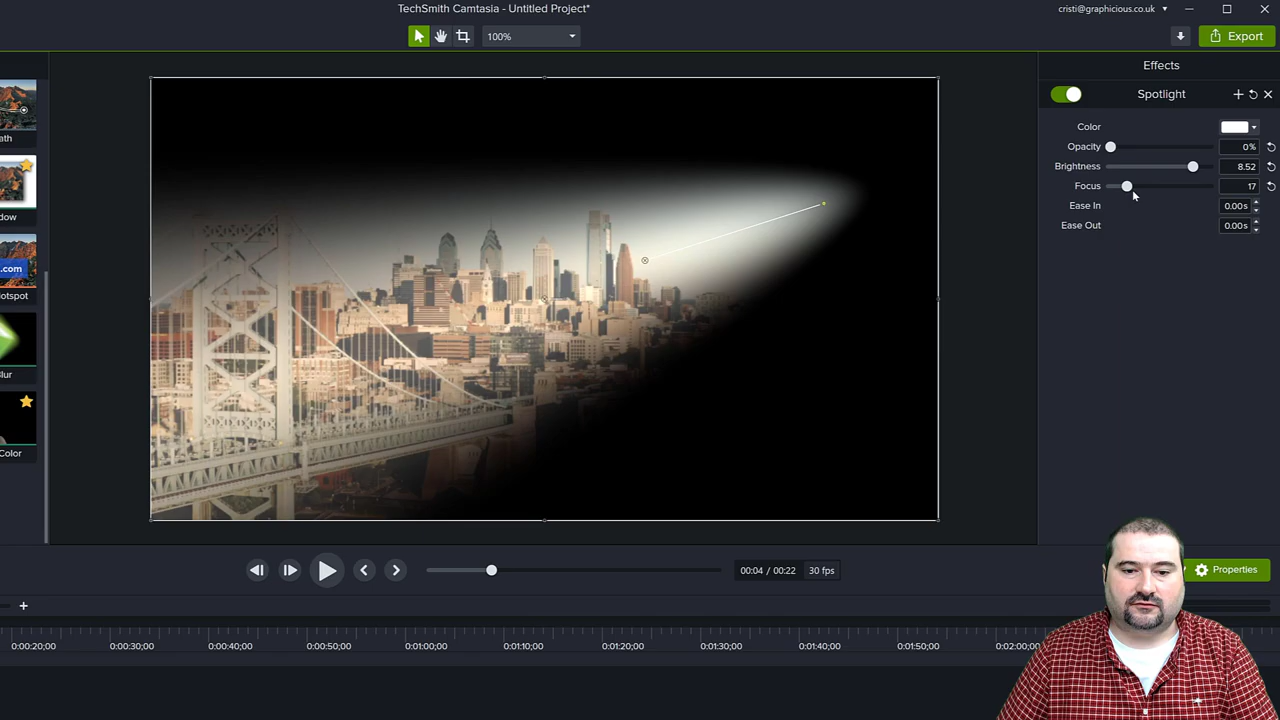 TechSmith Camtasia - Untitled Project*
cristi@graphicious.co.uk
100%
Export
Effects
Spotlight
Color
Opacity 0%
Brightness 8.52
Focus 17
Ease In 0.00s
Ease Out 0.00s
ath
dow
.com
otspot
lur
Color
00:04 / 00:22 30 fps
Properties
0:00:20;00 0:00:30;00 0:00:40;00 0:00:50;00 0:01:00;00 0:01:10;00 0:01:20;00 0:01:30;00 0:01:40;00 0:01:50;00 0:02:00;00